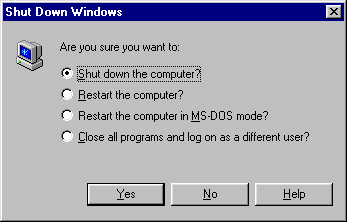 Shut Down Windows
Are you sure you want to:
Shut down the computer?
Restart the computer?
Restart the computer in MS-DOS mode?
Close all programs and log on as a different user?
Yes No Help